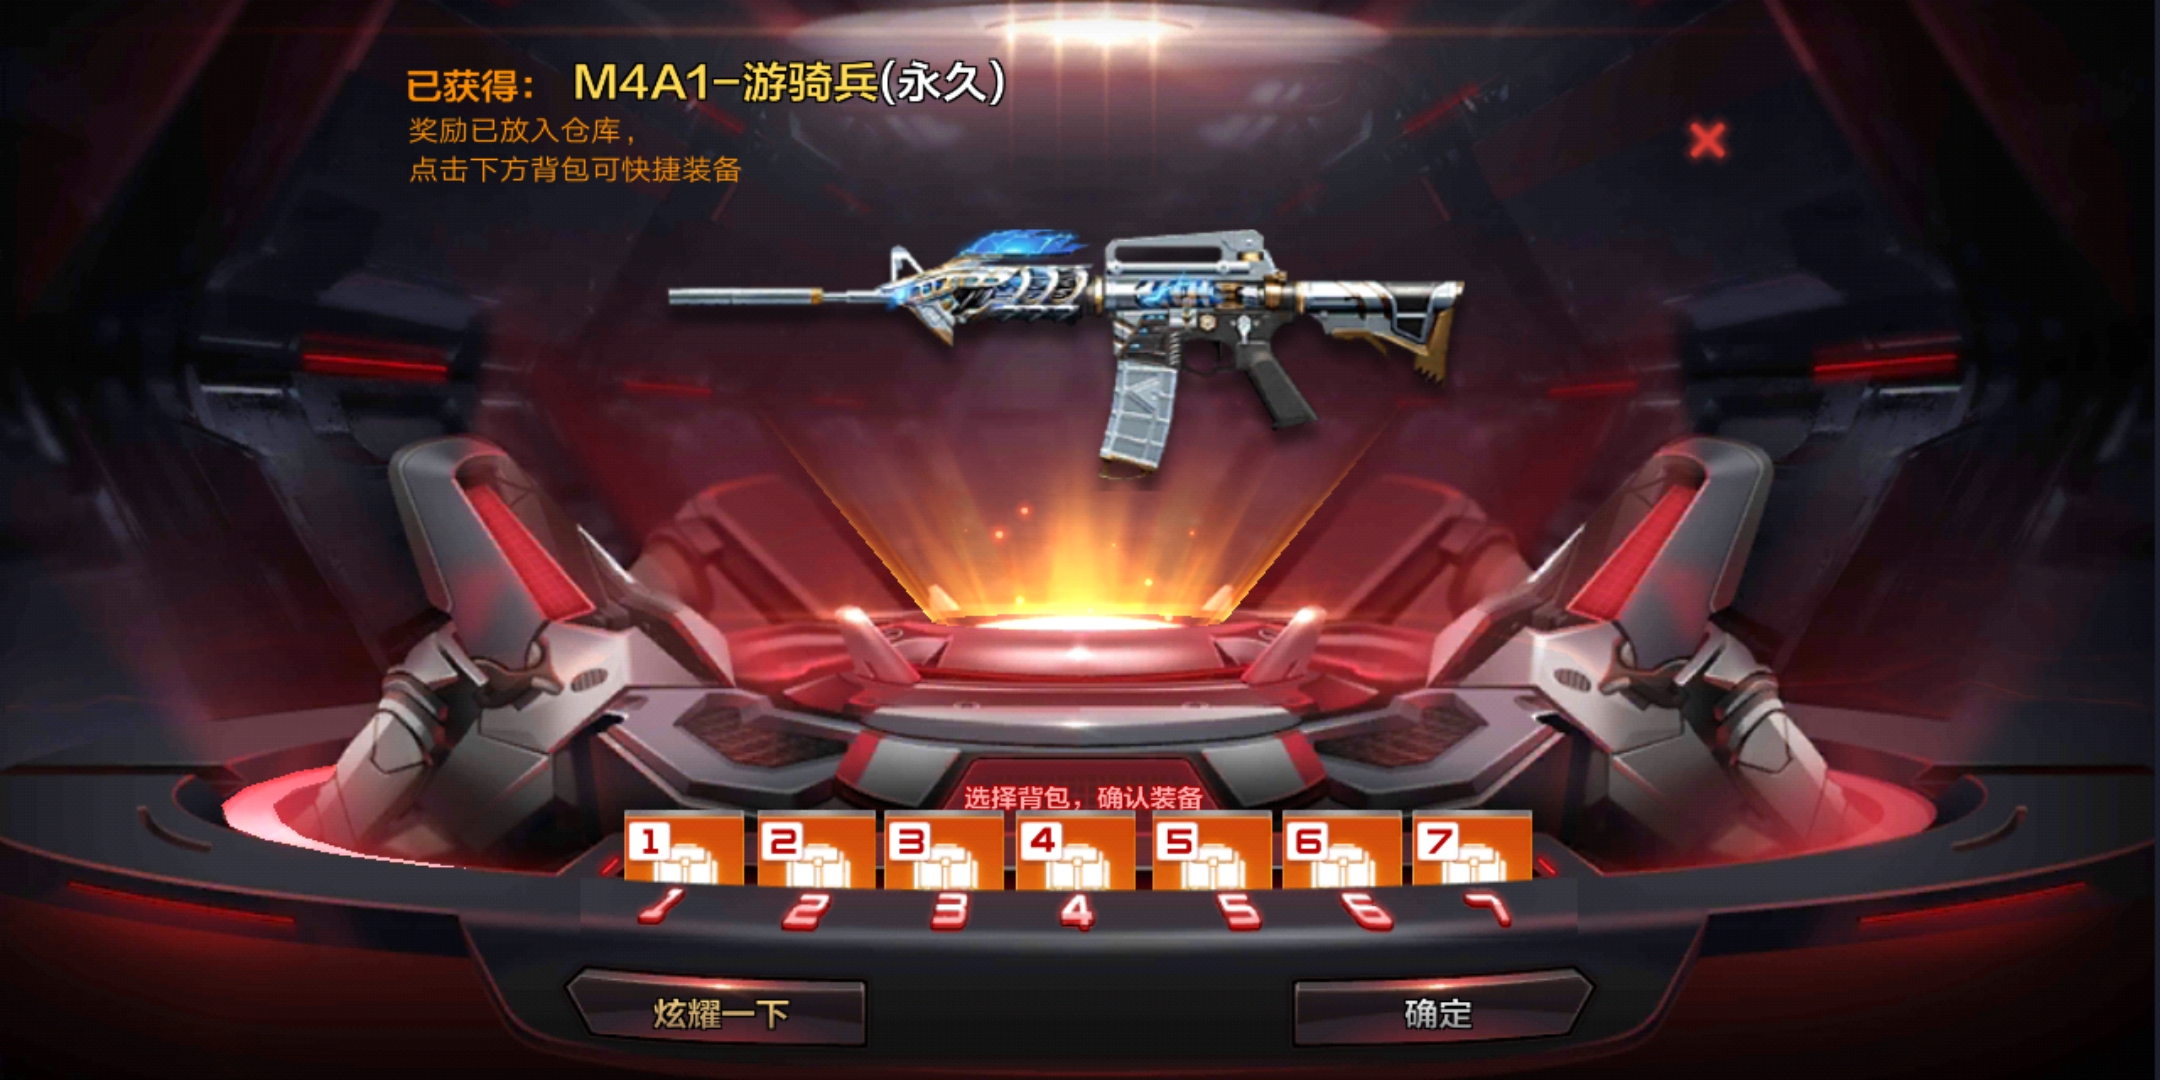 已获得： M4A1-游骑兵(永久)
奖励已放入仓库，
点击下方背包可快捷装备
选择背包，确认装备
1 2 3 4 5 6 7
1 2 3 4 5 6 7
炫耀一下 确定